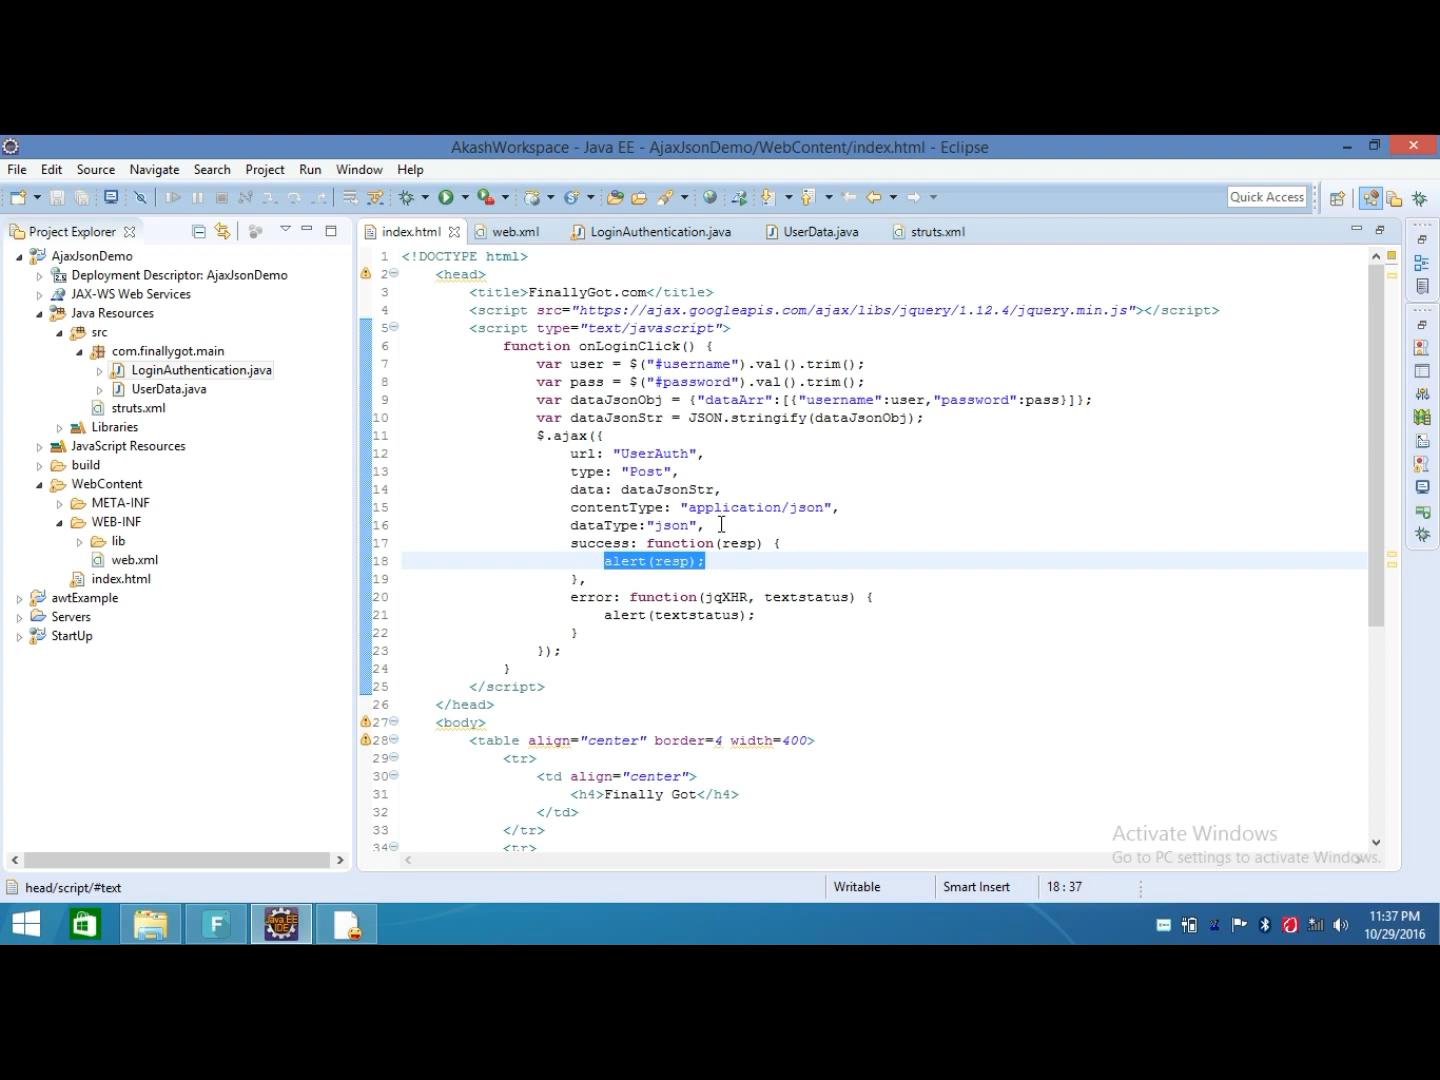 AkashWorkspace - Java EE - AjaxJsonDemo/WebContent/index.html - Eclipse
File Edit Source Navigate Search Project Run Window Help
Quick Access
Project Explorer
index.html web.xml LoginAuthentication.java UserData.java struts.xml
AjaxJsonDemo
Deployment Descriptor: AjaxJsonDemo
JAX-WS Web Services
Java Resources
src
com.finallygot.main
LoginAuthentication.java
UserData.java
struts.xml
Libraries
JavaScript Resources
build
WebContent
META-INF
WEB-INF
lib
web.xml
index.html
awtExample
Servers
StartUp
1 <!DOCTYPE html>
2 <head>
3 <title>FinallyGot.com</title>
4 <script src="https://ajax.googleapis.com/ajax/libs/jquery/1.12.4/jquery.min.js"></script>
5 <script type="text/javascript">
6 function onLoginClick() {
7 var user = $("#username").val().trim();
8 var pass = $("#password").val().trim();
9 var dataJsonObj = {"dataArr":[{"username":user,"password":pass}]};
10 var dataJsonStr = JSON.stringify(dataJsonObj);
11 $.ajax({
12 url: "UserAuth",
13 type: "Post",
14 data: dataJsonStr,
15 contentType: "application/json",
16 dataType:"json",
17 success: function(resp) {
18 alert(resp);
19 },
20 error: function(jqXHR, textstatus) {
21 alert(textstatus);
22 }
23 });
24 }
25 </script>
26 </head>
27 <body>
28 <table align="center" border=4 width=400>
29 <tr>
30 <td align="center">
31 <h4>Finally Got</h4>
32 </td>
33 </tr>
34 <tr>
Activate Windows
Go to PC settings to activate Windows.
head/script/#text Writable Smart Insert 18 : 37
F
Java EE
IDE
11:37 PM
10/29/2016